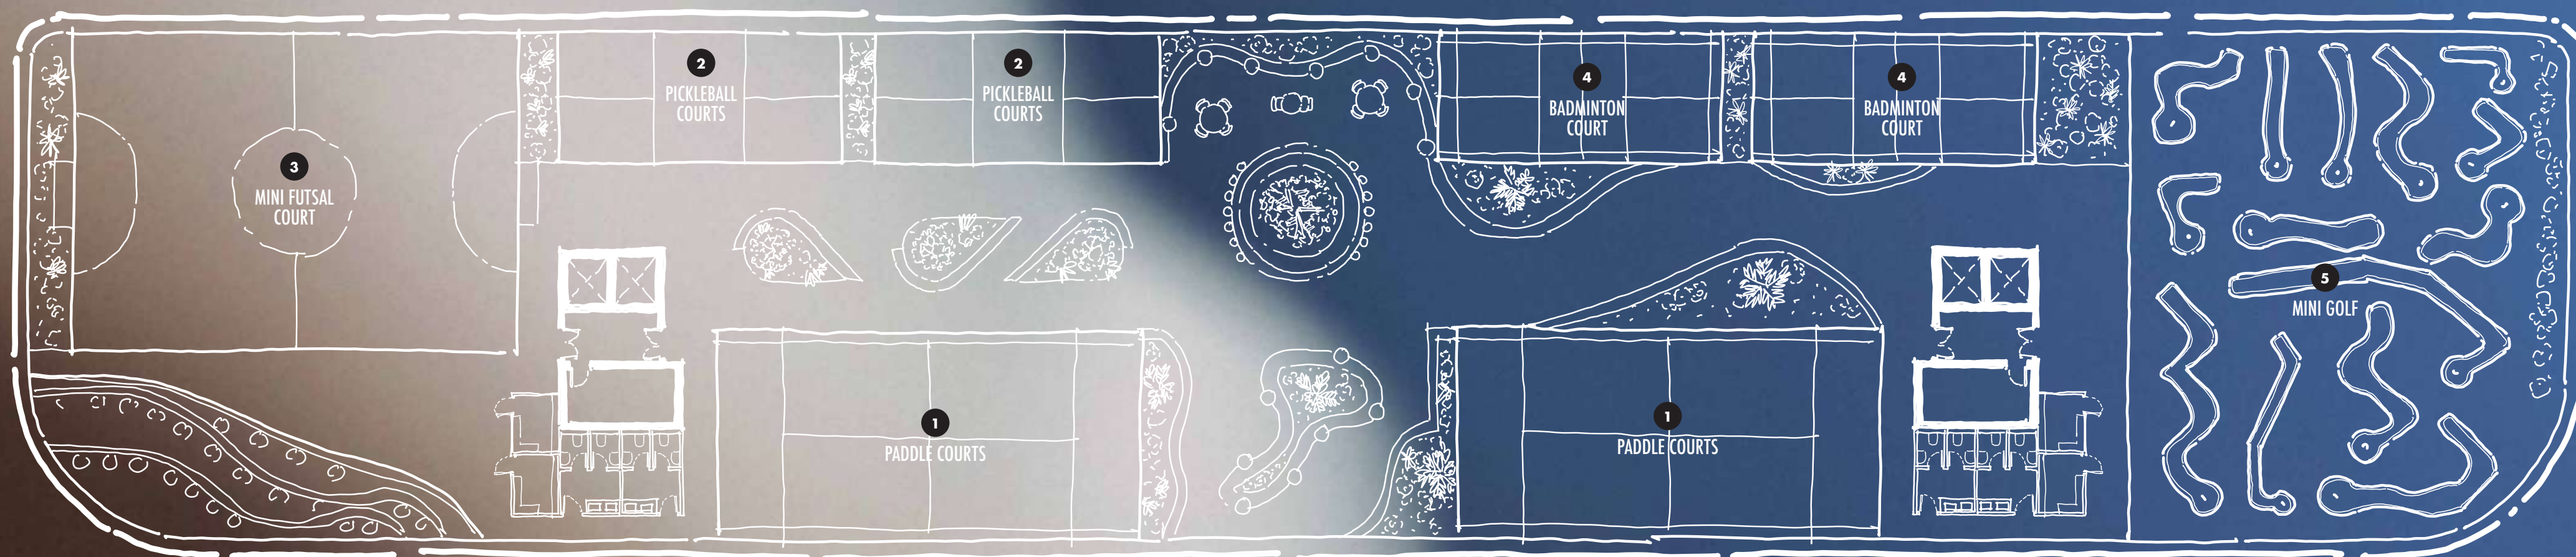 2
PICKLEBALL
COURTS
2
PICKLEBALL
COURTS
4
BADMINTON
COURT
4
BADMINTON
COURT
3
MINI FUTSAL
COURT
5
MINI GOLF
1
PADDLE COURTS
1
PADDLE COURTS